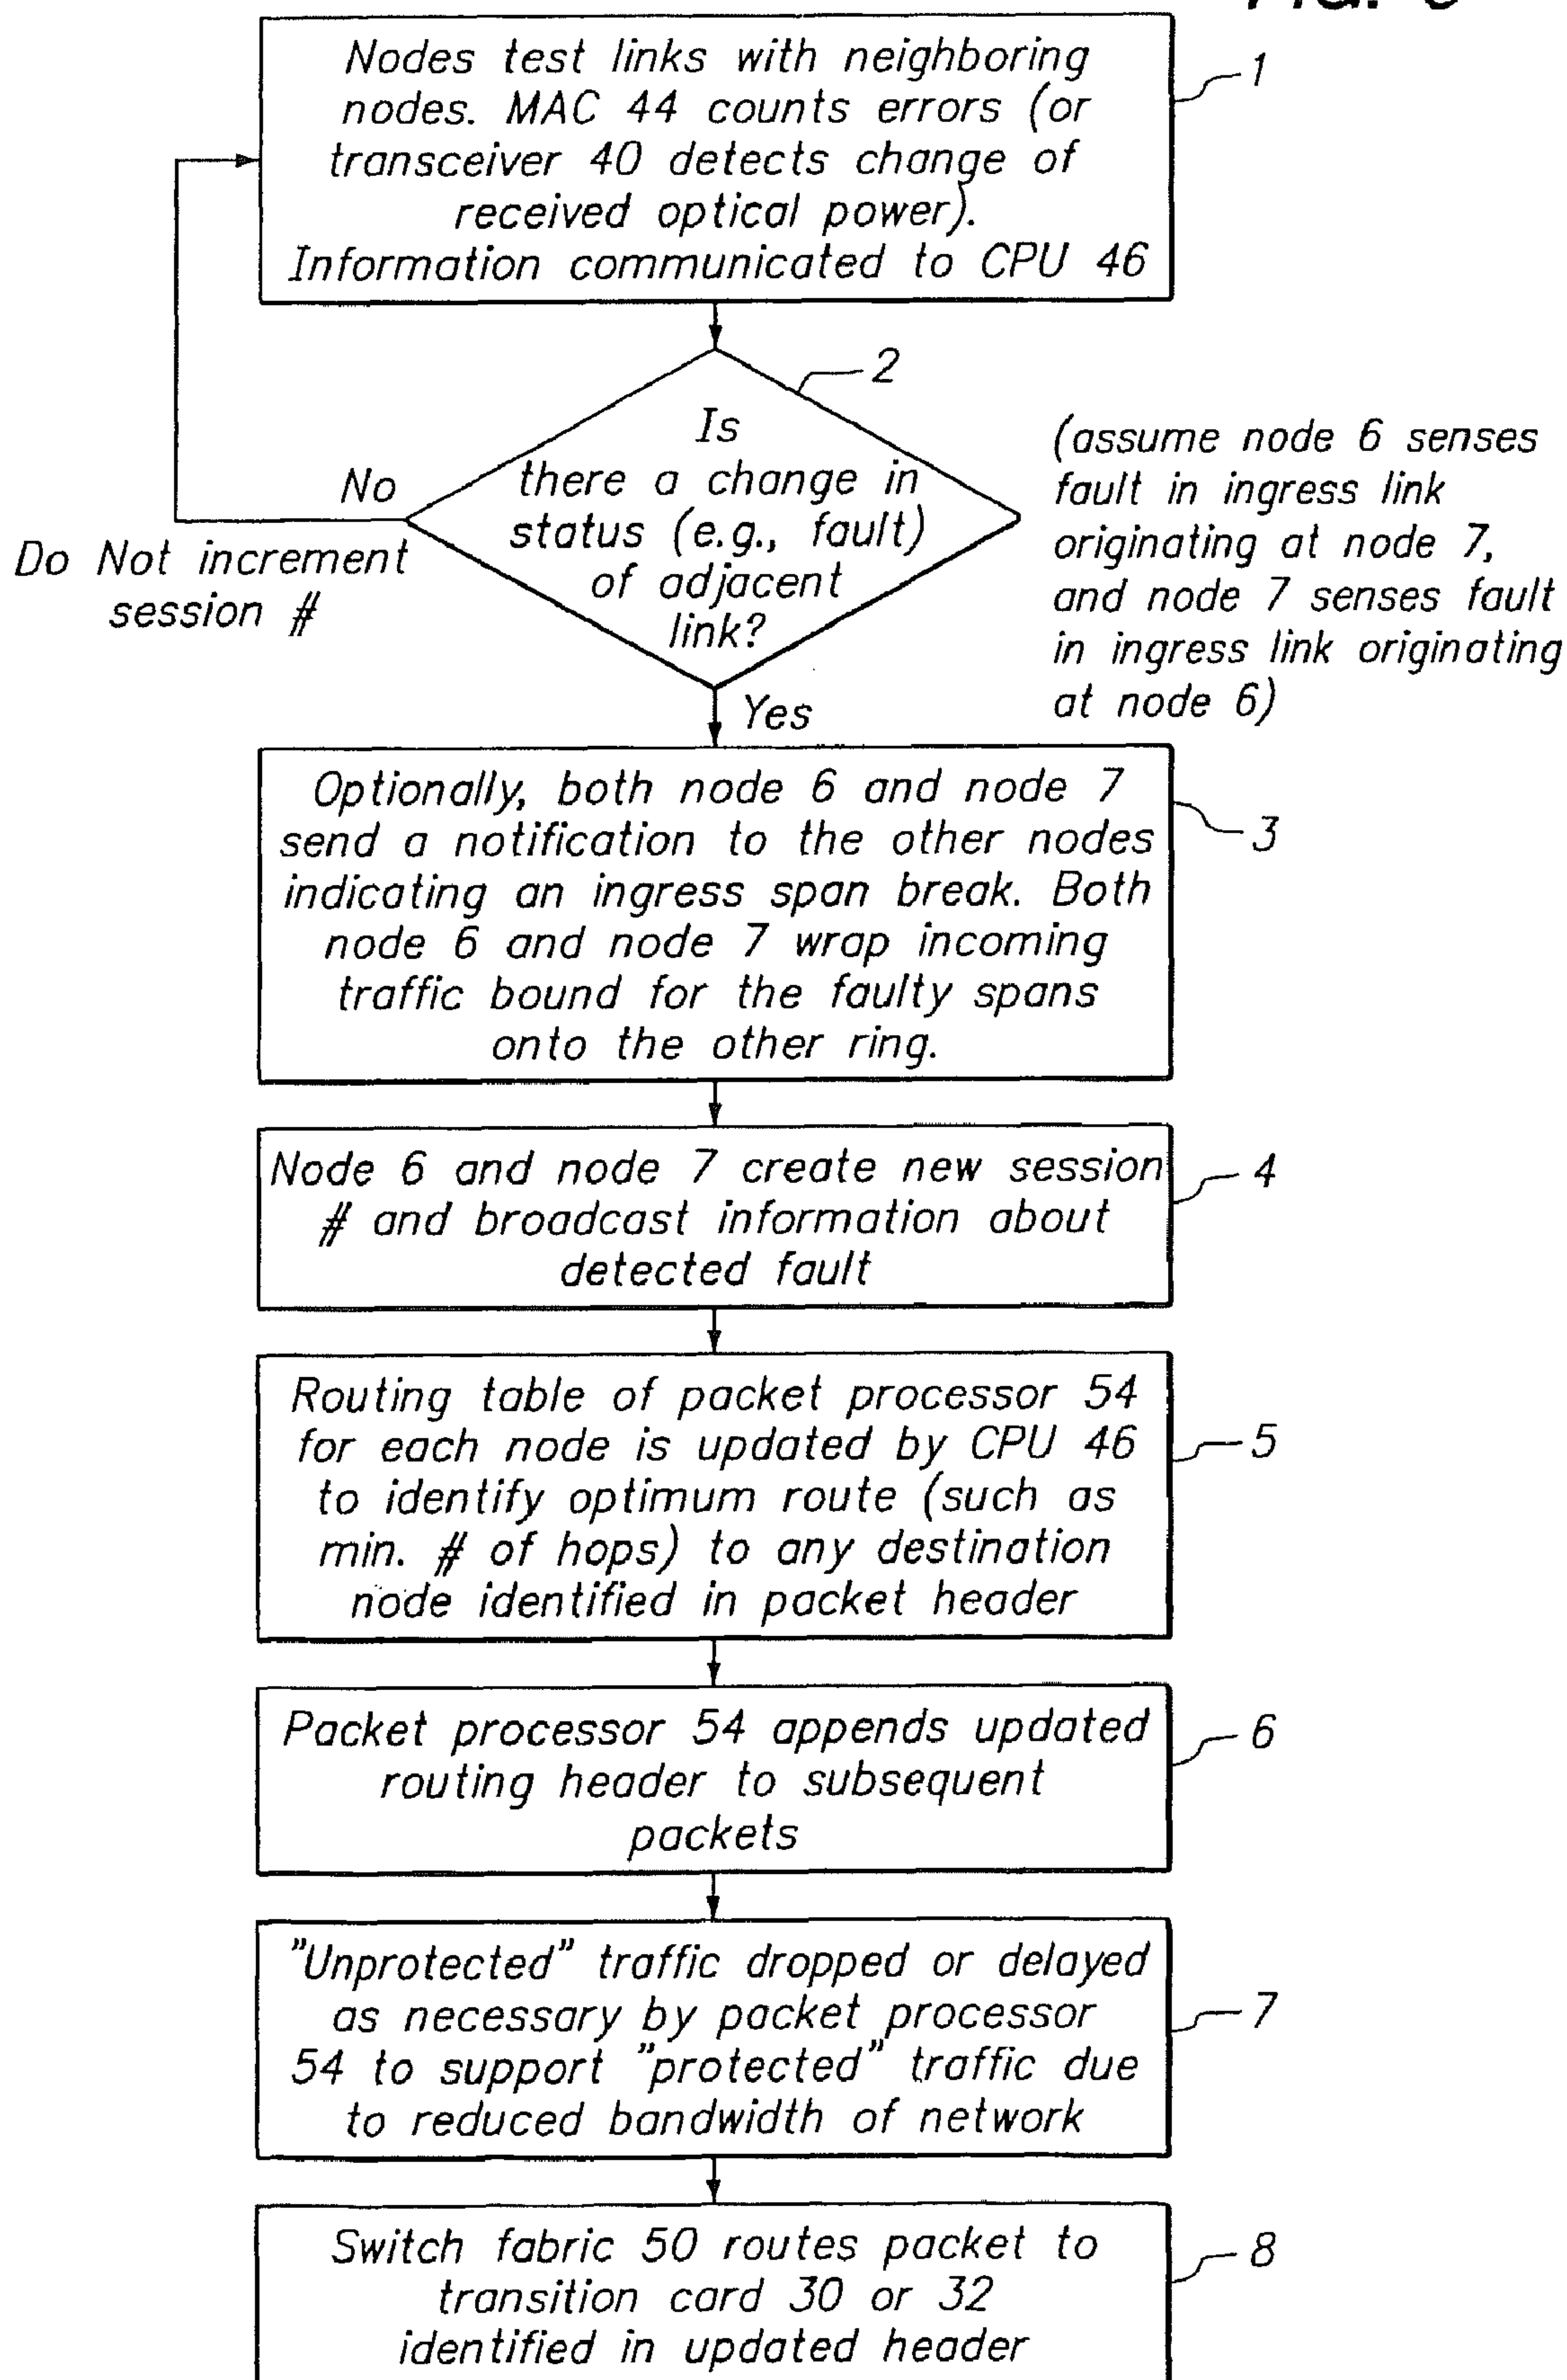 Nodes test links with neighboring
nodes. MAC 44 counts errors (or
transceiver 40 detects change of
received optical power).
Information communicated to CPU 46
1
2
Is
there a change in
status (e.g., fault)
of adjacent
link?
No
Do Not increment
session #
(assume node 6 senses
fault in ingress link
originating at node 7,
and node 7 senses fault
in ingress link originating
at node 6)
Yes
Optionally, both node 6 and node 7
send a notification to the other nodes
indicating an ingress span break. Both
node 6 and node 7 wrap incoming
traffic bound for the faulty spans
onto the other ring.
3
Node 6 and node 7 create new session
# and broadcast information about
detected fault
4
Routing table of packet processor 54
for each node is updated by CPU 46
to identify optimum route (such as
min. # of hops) to any destination
node identified in packet header
5
Packet processor 54 appends updated
routing header to subsequent
packets
6
"Unprotected" traffic dropped or delayed
as necessary by packet processor
54 to support "protected" traffic due
to reduced bandwidth of network
7
Switch fabric 50 routes packet to
transition card 30 or 32
identified in updated header
8